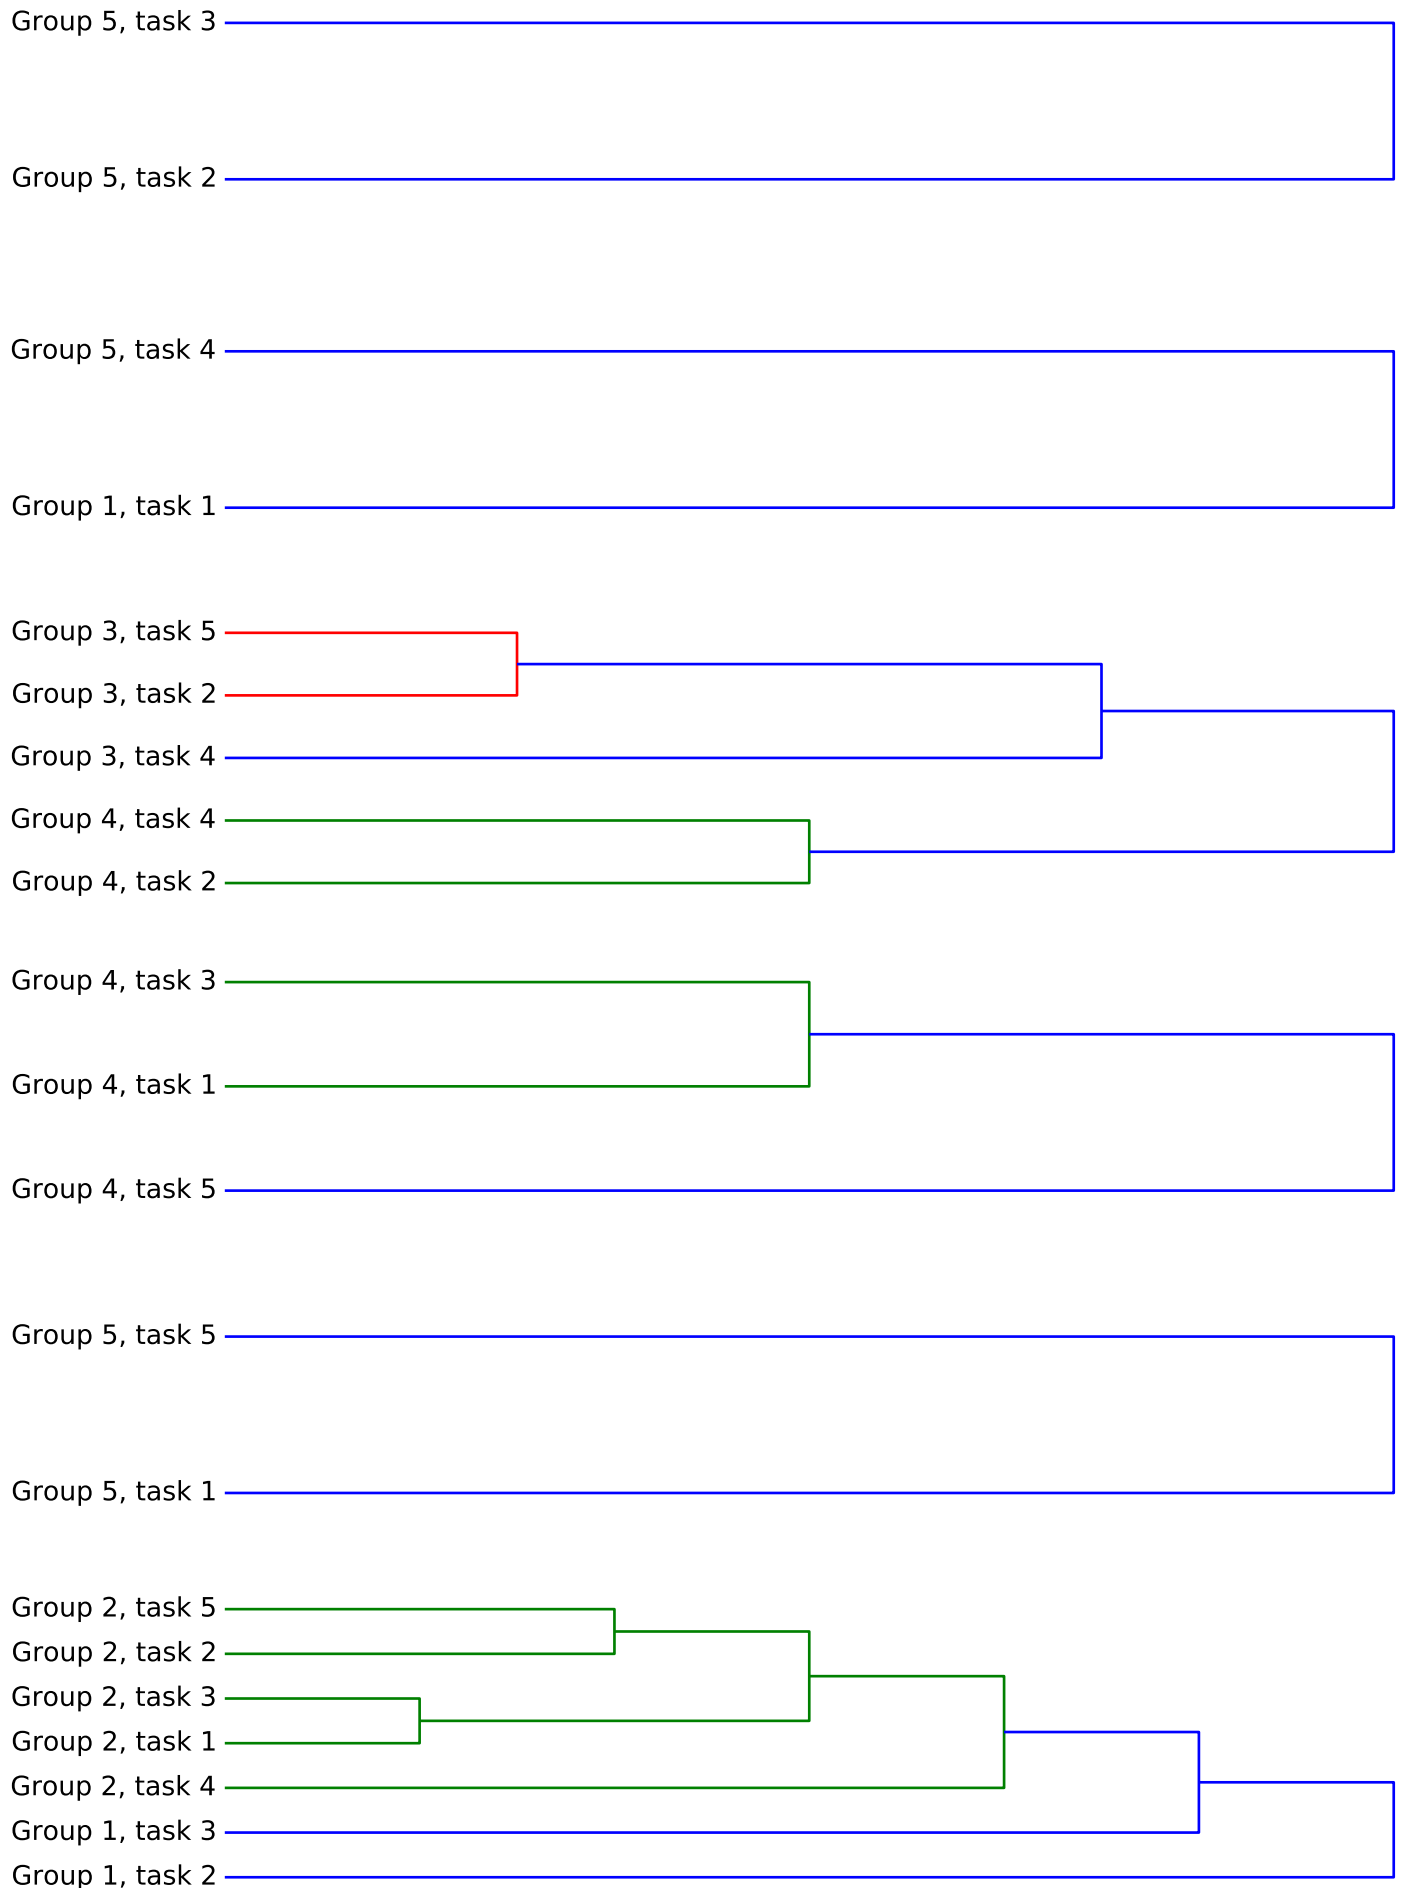 Group 5, task 3
Group 5, task 2
Group 5, task 4
Group 1, task 1
Group 3, task 5
Group 3, task 2
Group 3, task 4
Group 4, task 4
Group 4, task 2
Group 4, task 3
Group 4, task 1
Group 4, task 5
Group 5, task 5
Group 5, task 1
Group 2, task 5
Group 2, task 2
Group 2, task 3
Group 2, task 1
Group 2, task 4
Group 1, task 3
Group 1, task 2